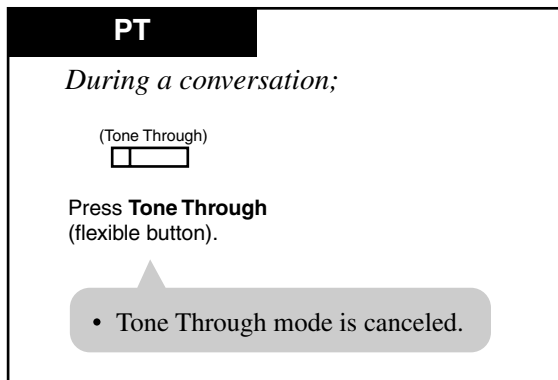 PT
During a conversation;
(Tone Through)
Press Tone Through
(flexible button).
• Tone Through mode is canceled.